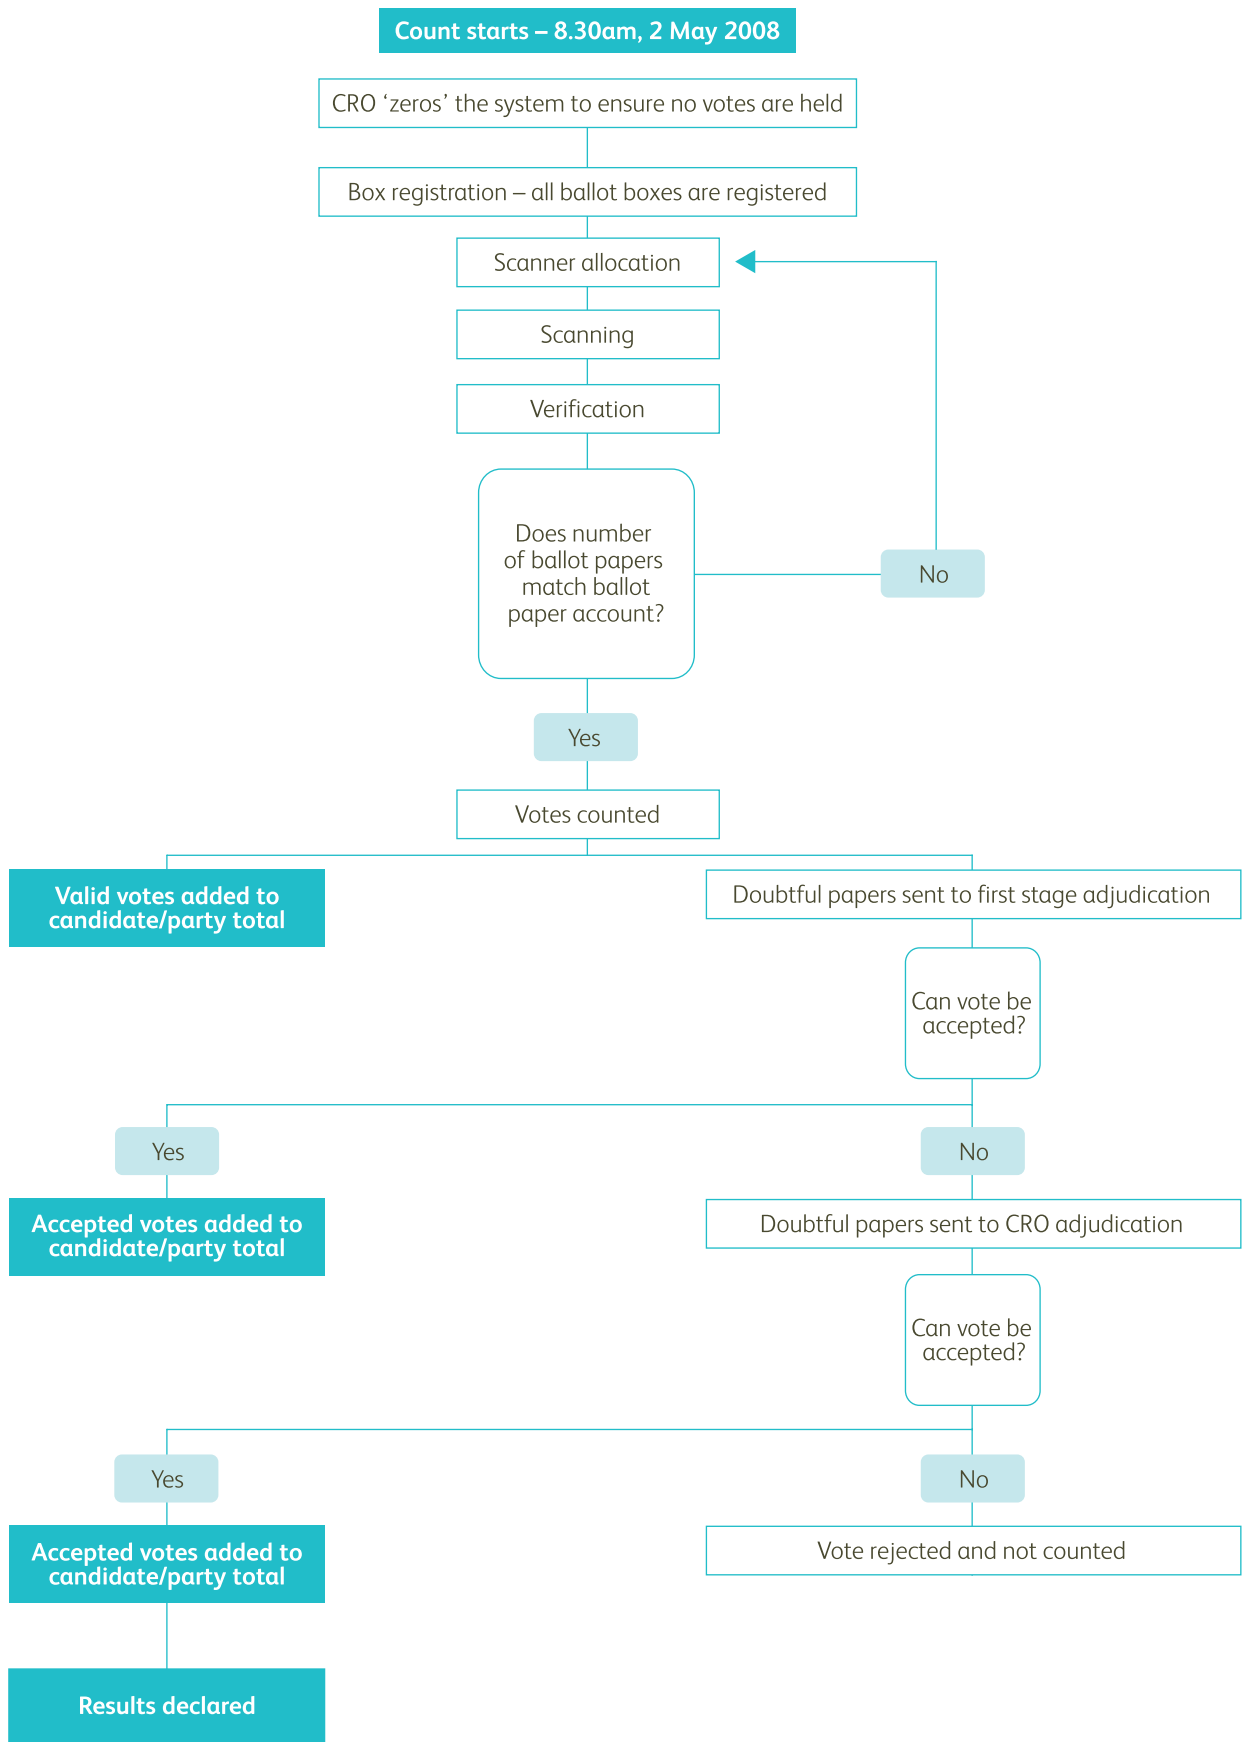 Count starts – 8.30am, 2 May 2008
CRO ‘zeros’ the system to ensure no votes are held
Box registration – all ballot boxes are registered
Scanner allocation
Scanning
Verification
Does number
of ballot papers
match ballot
paper account?
No
Yes
Votes counted
Valid votes added to
candidate/party total
Doubtful papers sent to first stage adjudication
Can vote be
accepted?
Yes
No
Accepted votes added to
candidate/party total
Doubtful papers sent to CRO adjudication
Can vote be
accepted?
Yes
No
Accepted votes added to
candidate/party total
Vote rejected and not counted
Results declared